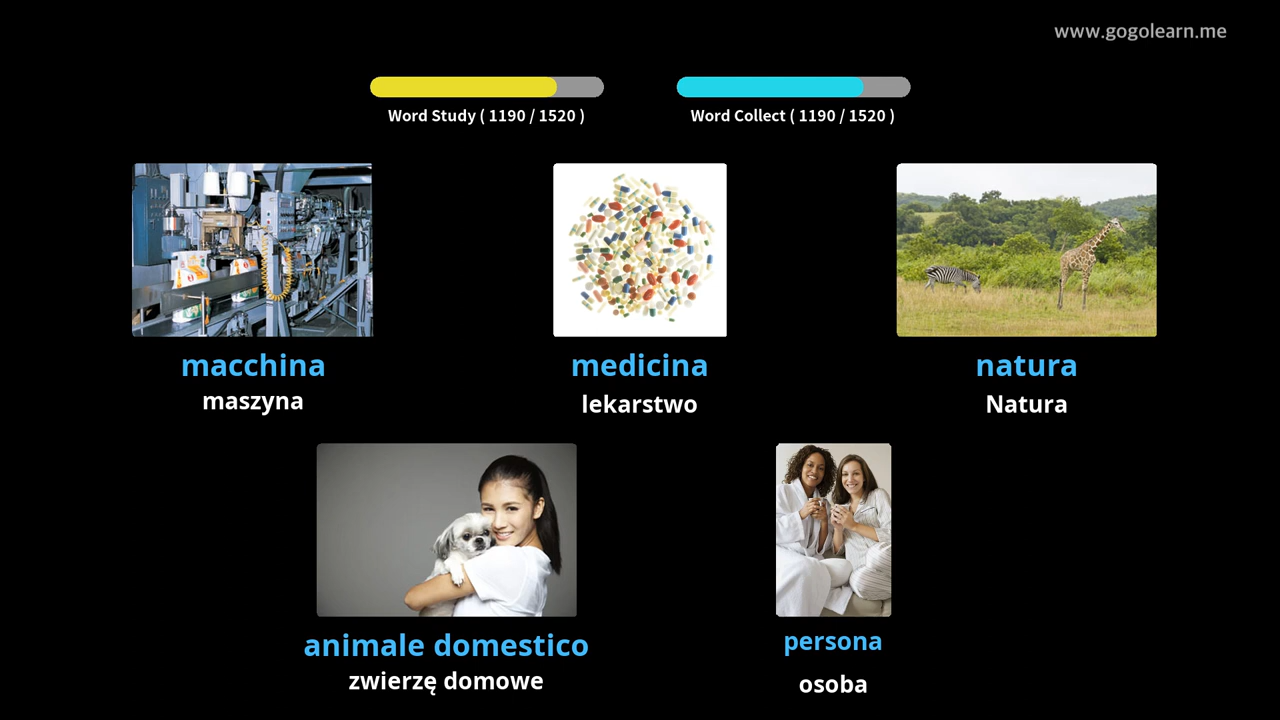 www.gogolearn.me
Word Study ( 1190 / 1520 )
Word Collect ( 1190 / 1520 )
macchina
maszyna
medicina
lekarstwo
natura
Natura
animale domestico
zwierzę domowe
persona
osoba